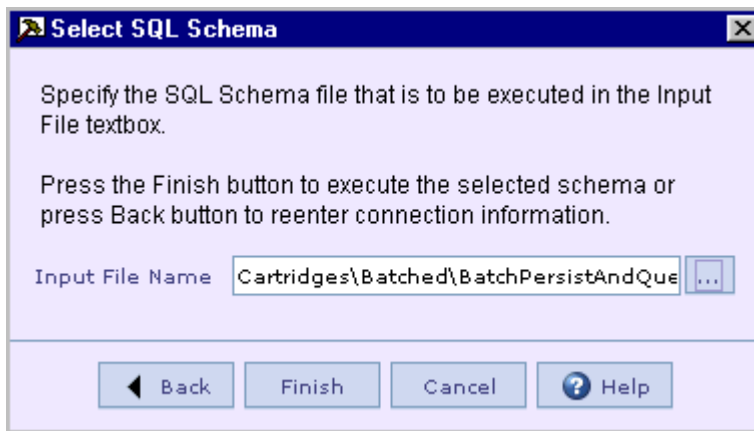 Select SQL Schema
Specify the SQL Schema file that is to be executed in the Input
File textbox.
Press the Finish button to execute the selected schema or
press Back button to reenter connection information.
Input File Name Cartridges\Batched\BatchPersistAndQue ...
Back Finish Cancel Help